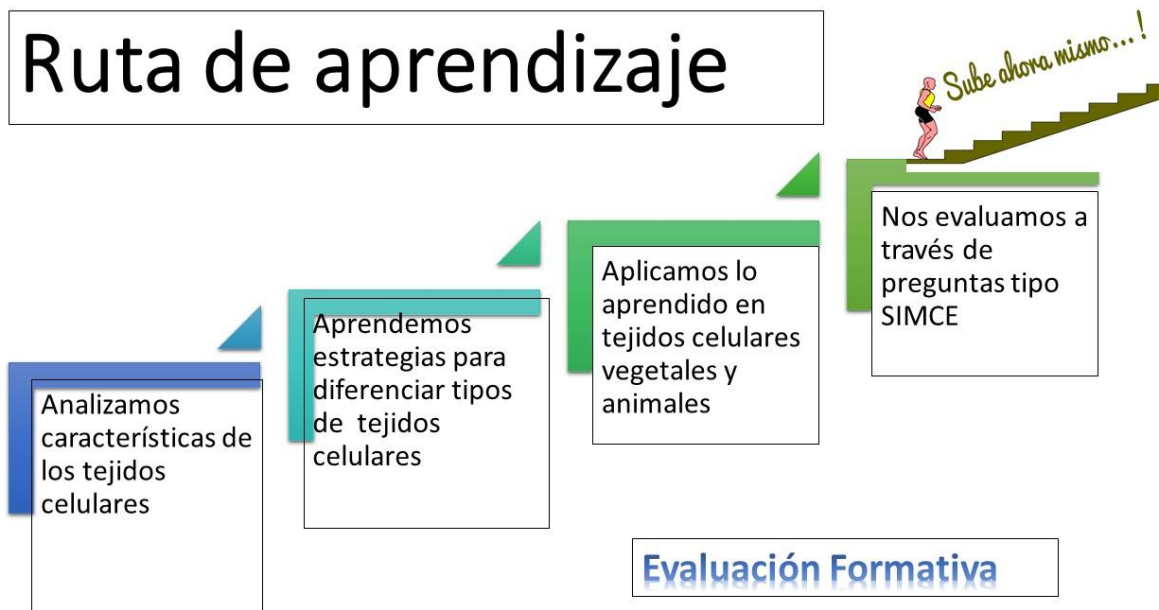 Ruta de aprendizaje
Sube ahora mismo...!
Analizamos
características de
los tejidos
celulares
Aprendemos
estrategias para
diferenciar tipos
de tejidos
celulares
Aplicamos lo
aprendido en
tejidos celulares
vegetales y
animales
Nos evaluamos a
través de
preguntas tipo
SIMCE
Evaluación Formativa